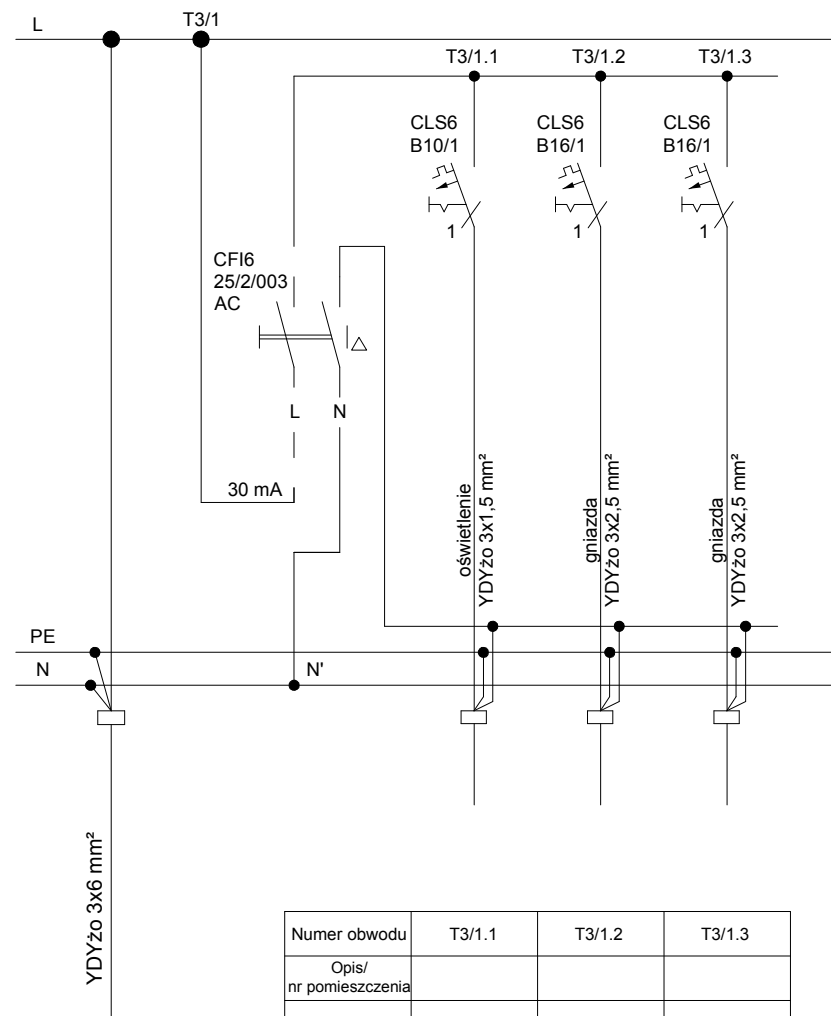 T3/1
L
T3/1.1 T3/1.2 T3/1.3
CLS6
B10/1
CLS6
B16/1
CLS6
B16/1
1 1 1
CFI6
25/2/003
AC
L N
30 mA
oświetlenie
YDYżo 3x1,5 mm²
gniazda
YDYżo 3x2,5 mm²
gniazda
YDYżo 3x2,5 mm²
PE
N N'
YDYżo 3x6 mm²
Numer obwodu T3/1.1 T3/1.2 T3/1.3
Opis/
nr pomieszczenia